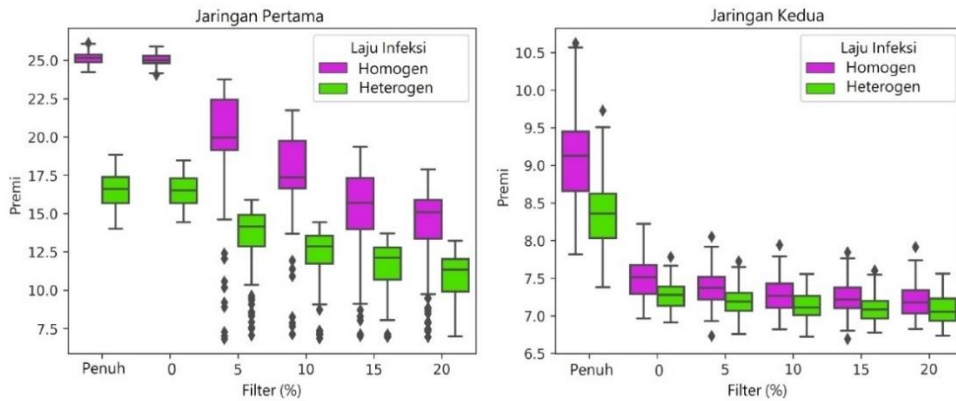 Jaringan Pertama
Premi
25.0
22.5
20.0
17.5
15.0
12.5
10.0
7.5
Laju Infeksi
Homogen
Heterogen
Penuh 0 5 10 15 20
Filter (%)
Jaringan Kedua
Premi
10.5
10.0
9.5
9.0
8.5
8.0
7.5
7.0
6.5
Laju Infeksi
Homogen
Heterogen
Penuh 0 5 10 15 20
Filter (%)